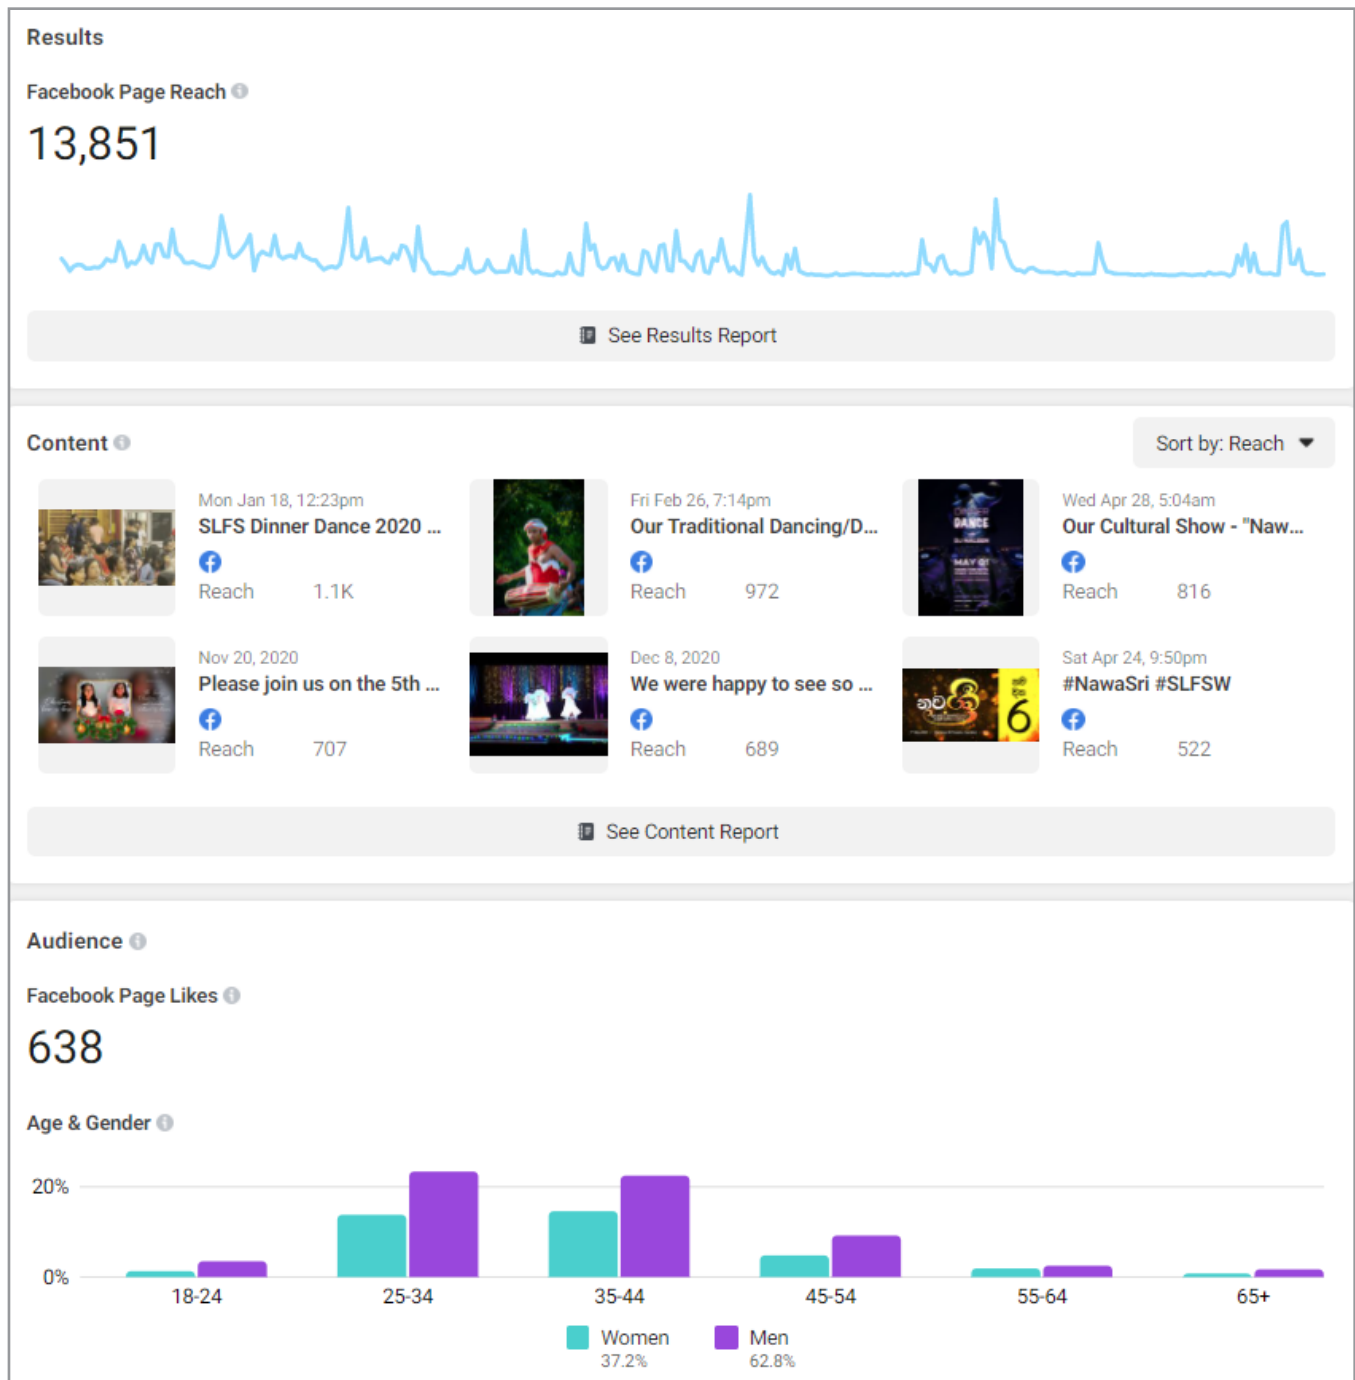 Results
Facebook Page Reach
13,851
See Results Report
Content
Sort by: Reach
Mon Jan 18, 12:23pm
SLFS Dinner Dance 2020 ...
Reach 1.1K
Fri Feb 26, 7:14pm
Our Traditional Dancing/D...
Reach 972
DANCE
MAY 01
Wed Apr 28, 5:04am
Our Cultural Show - "Naw...
Reach 816
Nov 20, 2020
Please join us on the 5th ...
Reach 707
Dec 8, 2020
We were happy to see so ...
Reach 689
නවශ්‍රී
6
Sat Apr 24, 9:50pm
#NawaSri #SLFSW
Reach 522
See Content Report
Audience
Facebook Page Likes
638
Age & Gender
20%
0%
18-24 25-34 35-44 45-54 55-64 65+
Women Men
37.2% 62.8%